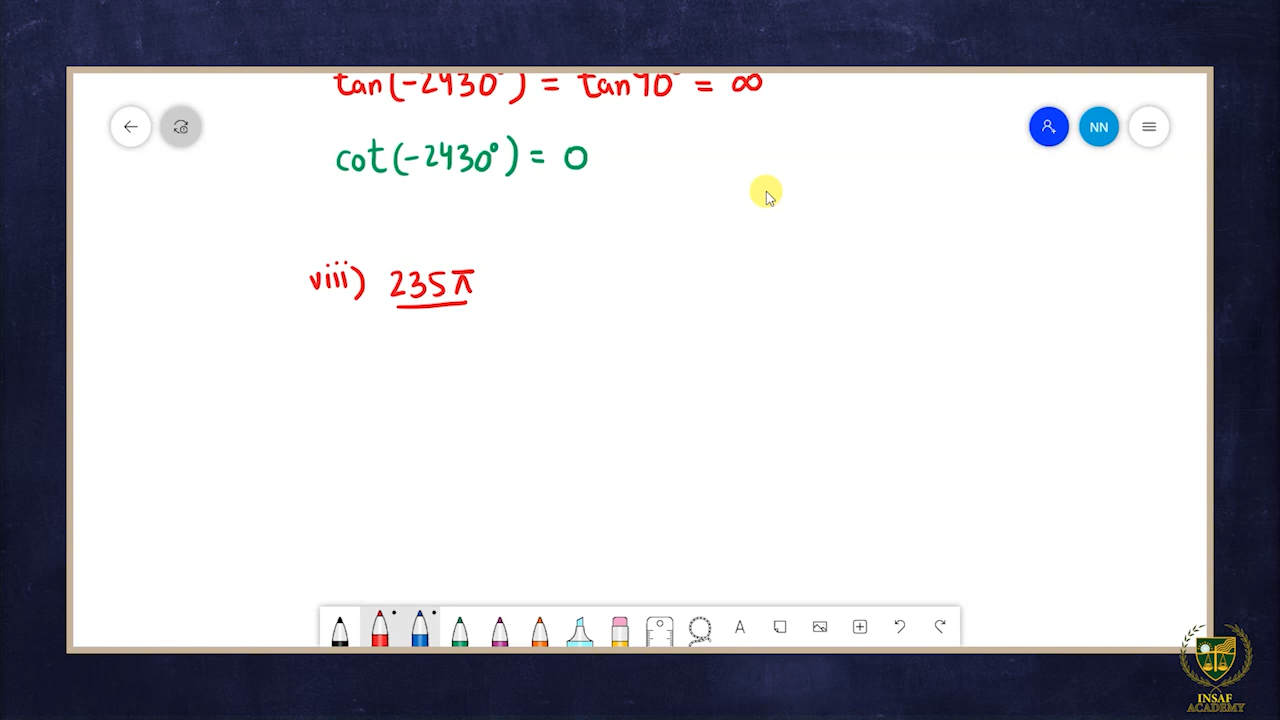 tan(-2430°) = tan90° = ∞
cot(-2430°) = 0
NN
viii) 235π
A
INSAF
ACADEMY